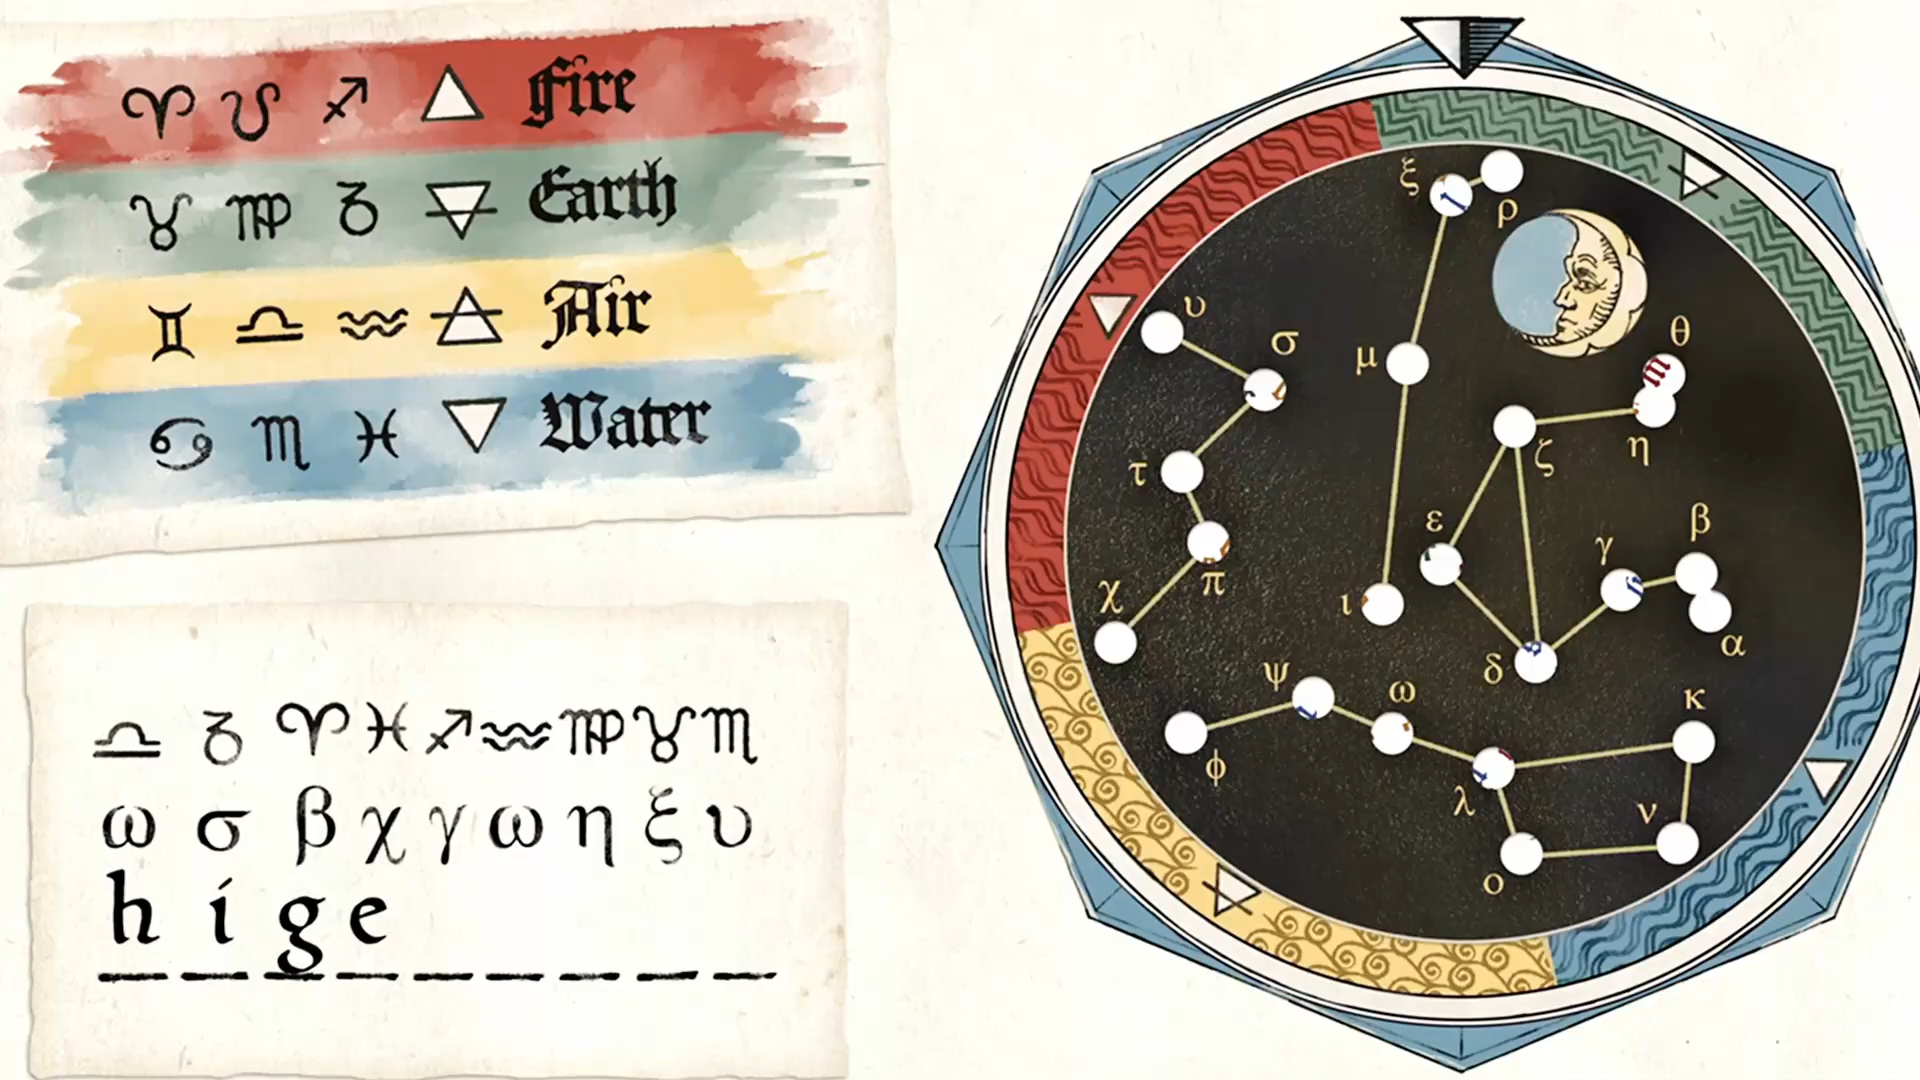 ♈ ♌ ♐ 🜂 Fire
♉ ♍ ♑ 🜃 Earth
♊ ♎ ♒ 🜁 Air
♋ ♏ ♓ 🜄 Water
♎ ♑ ♈ ♓ ♐ ♒ ♍ ♉ ♏
ω σ β χ γ ω η ξ υ
h í g e
ξ
ρ
υ
σ
μ
θ
τ
ζ
η
ε
β
γ
π
χ
ι
α
δ
ψ
ω
κ
φ
λ
ν
ο